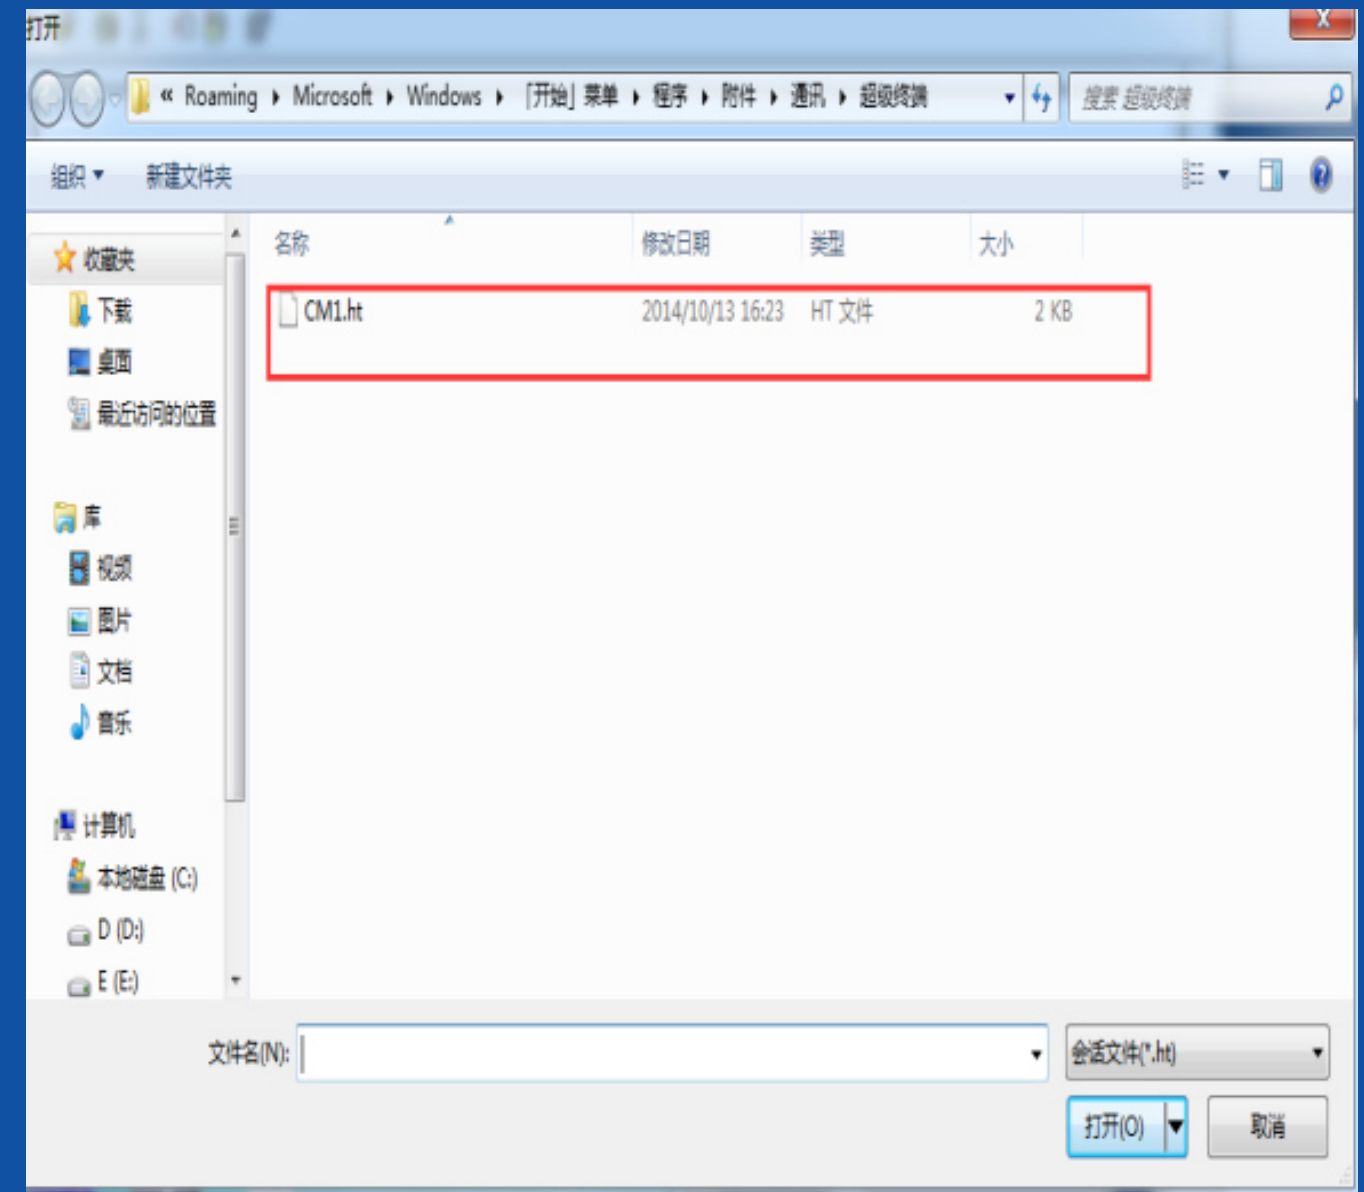 打开
« Roaming Microsoft Windows 「开始」菜单 程序 附件 通讯 超级终端 搜索 超级终端
组织 新建文件夹
名称 修改日期 类型 大小
CM1.ht 2014/10/13 16:23 HT 文件 2 KB
收藏夹
下载
桌面
最近访问的位置
库
视频
图片
文档
音乐
计算机
本地磁盘 (C:)
D (D:)
E (E:)
文件名(N): 会话文件(*.ht)
打开(O) 取消